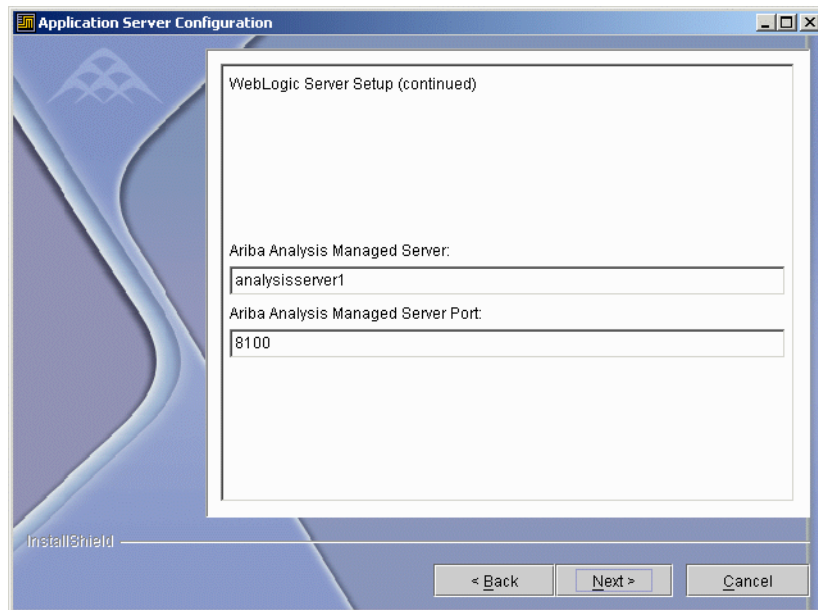 Application Server Configuration
WebLogic Server Setup (continued)
Ariba Analysis Managed Server:
analysisserver1
Ariba Analysis Managed Server Port:
8100
InstallShield
< Back
Next >
Cancel